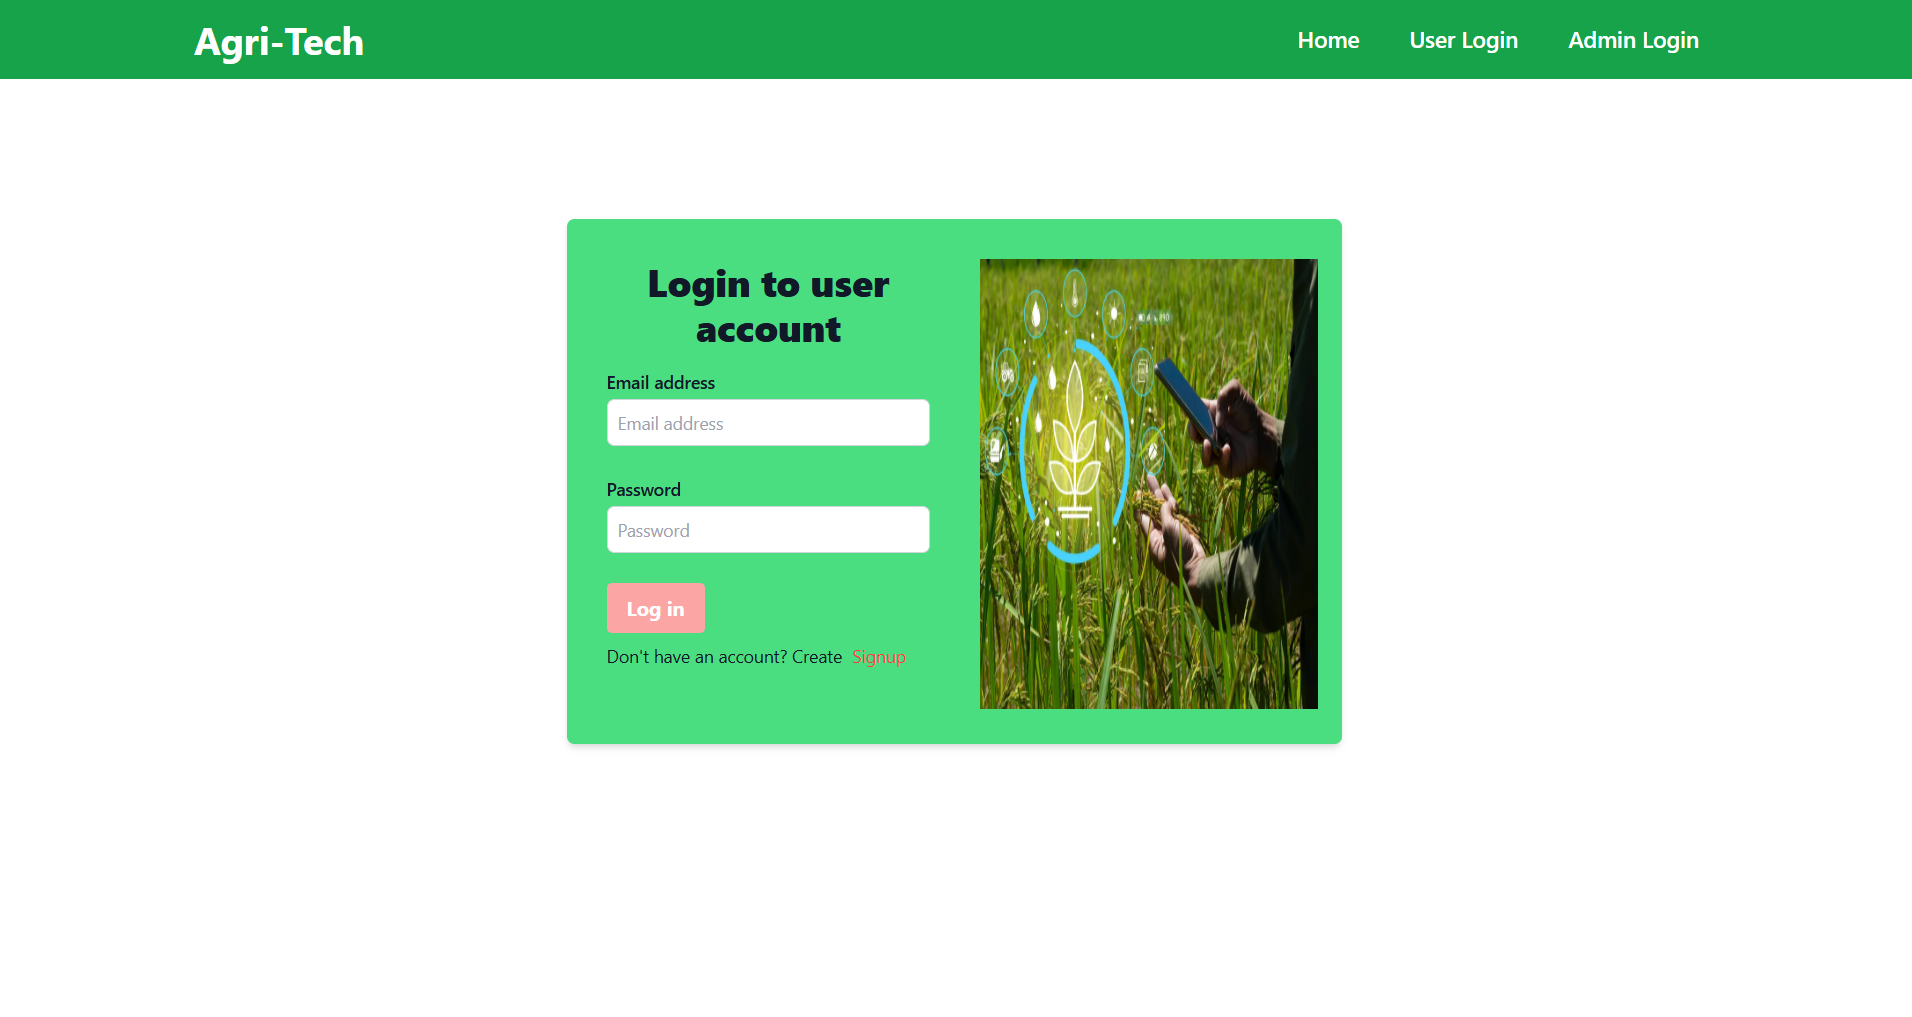 Agri-Tech
Home
User Login
Admin Login
Login to user
account
Email address
Email address
Password
Password
Log in
Don't have an account? Create Signup